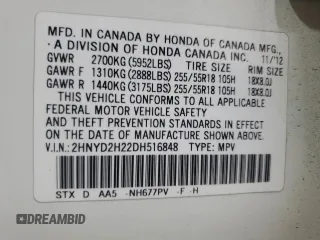 MFD. IN CANADA BY HONDA OF CANADA MFG.,
A DIVISION OF HONDA CANADA INC. 11/12
GVWR 2700KG (5952LBS) TIRE SIZE RIM SIZE
GAWR F 1310KG (2888LBS) 255/55R18 105H 18X8.0J
GAWR R 1440KG (3175LBS) 255/55R18 105H 18X8.0J
THIS VEHICLE CONFORMS TO ALL APPLICABLE
FEDERAL MOTOR VEHICLE SAFETY
AND THEFT PREVENTION STANDARDS IN EFFECT
ON THE DATE OF MANUFACTURE SHOWN ABOVE.
V.I.N.: 2HNYD2H22DH516848 TYPE: MPV
STX D AA5 -NH677PV -F -H
DREAMBID